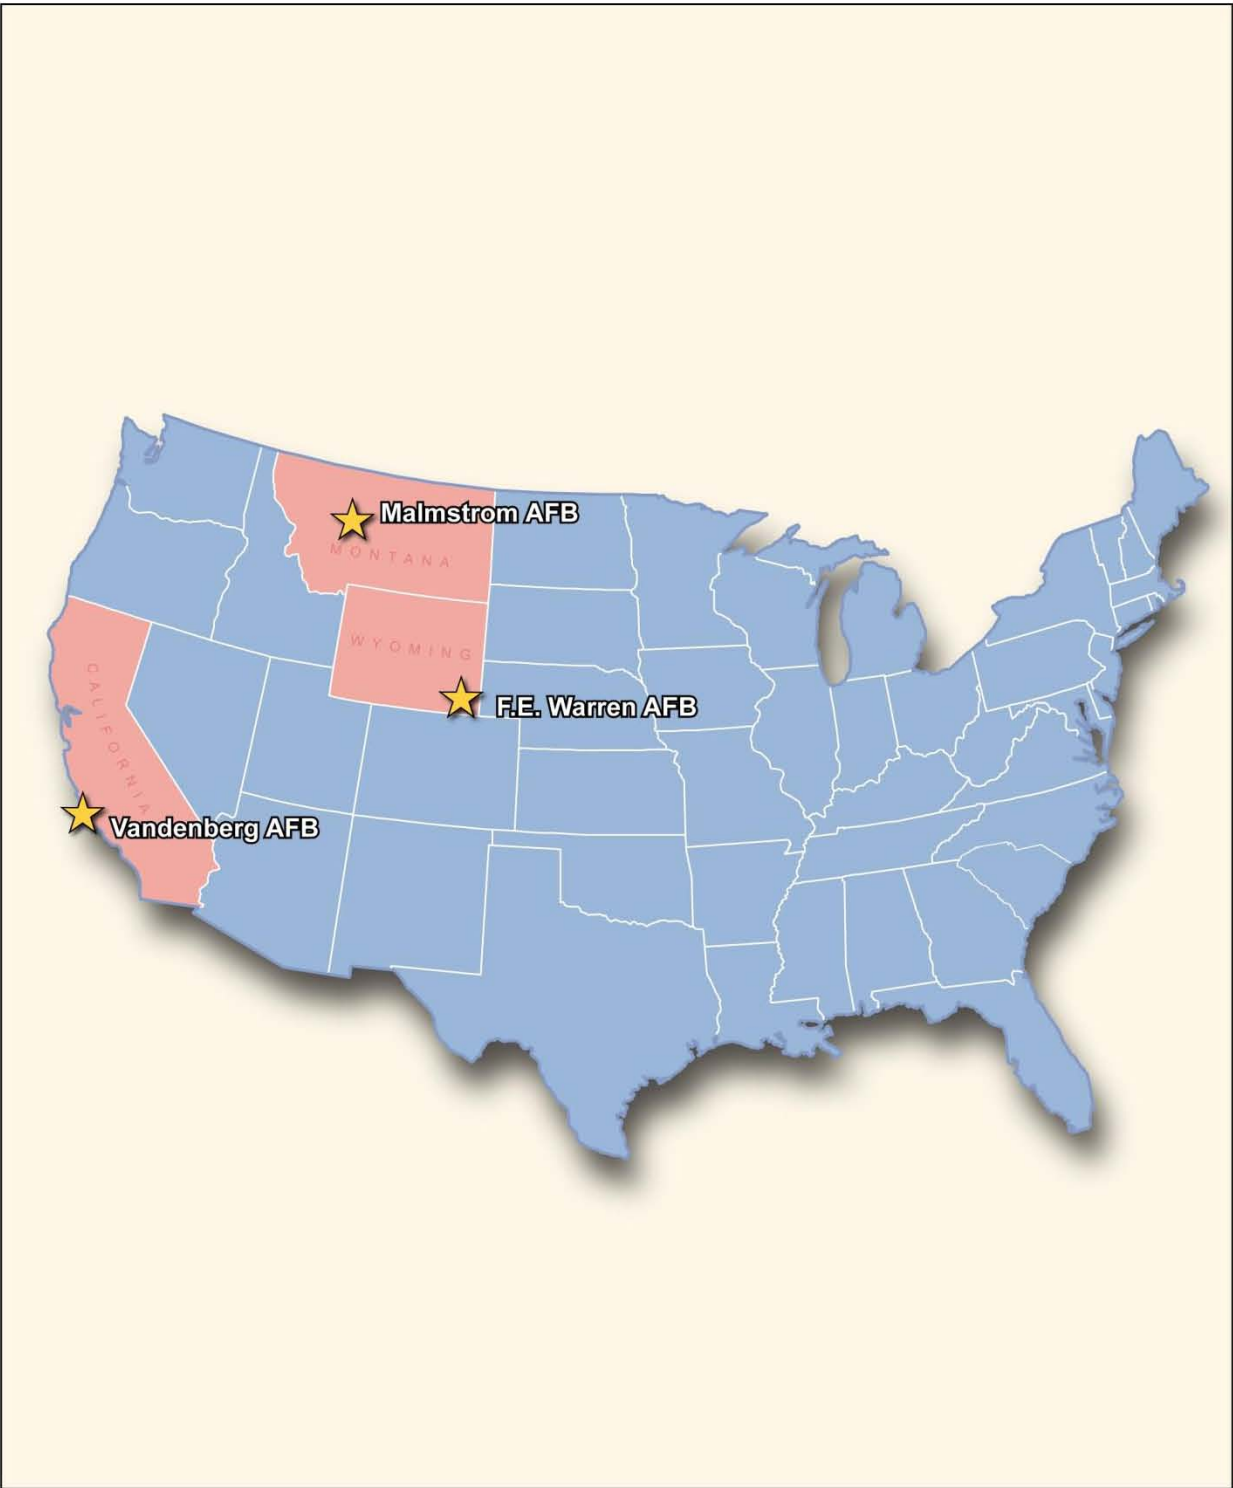 Malmstrom AFB
MONTANA
WYOMING
F.E. Warren AFB
CALIFORNIA
Vandenberg AFB